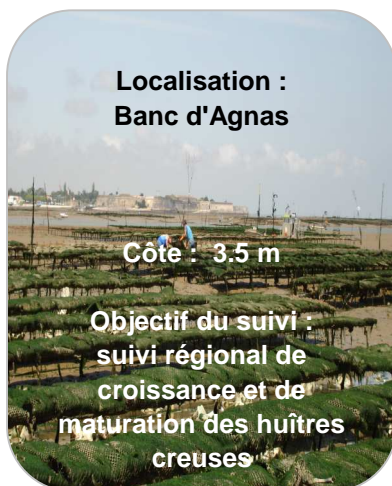 Localisation :
Banc d'Agnas
Côte : 3.5 m
Objectif du suivi :
suivi régional de
croissance et de
maturation des huîtres
creuses